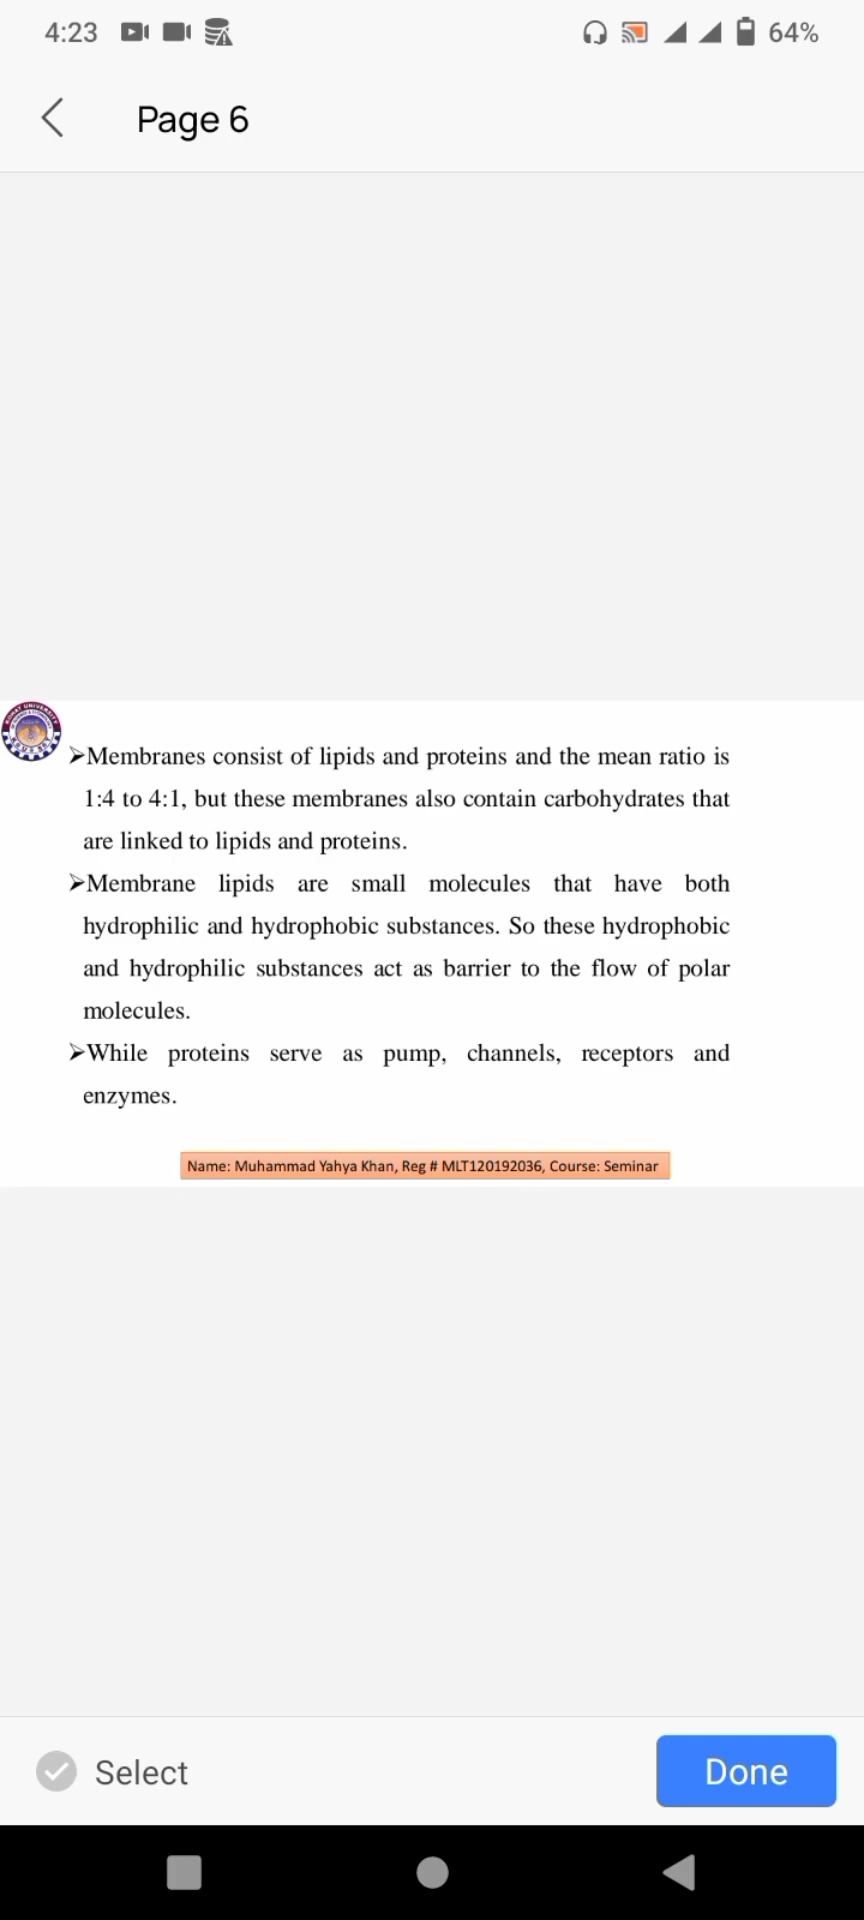 4:23
64%
Page 6
KOHAT UNIVERSITY
➢Membranes consist of lipids and proteins and the mean ratio is
1:4 to 4:1, but these membranes also contain carbohydrates that
are linked to lipids and proteins.
➢Membrane lipids are small molecules that have both
hydrophilic and hydrophobic substances. So these hydrophobic
and hydrophilic substances act as barrier to the flow of polar
molecules.
➢While proteins serve as pump, channels, receptors and
enzymes.
Name: Muhammad Yahya Khan, Reg # MLT120192036, Course: Seminar
Select
Done